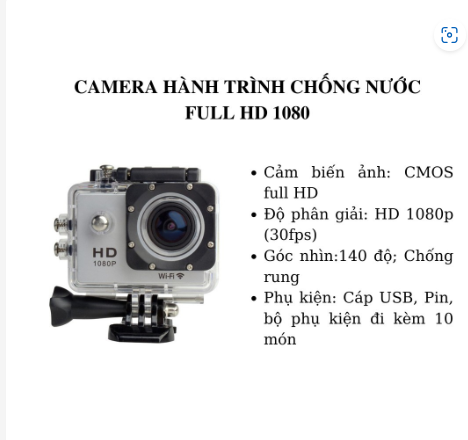 CAMERA HÀNH TRÌNH CHỐNG NƯỚC
FULL HD 1080
• Cảm biến ảnh: CMOS
full HD
• Độ phân giải: HD 1080p
(30fps)
• Góc nhìn:140 độ; Chống
rung
• Phụ kiện: Cáp USB, Pin,
bộ phụ kiện đi kèm 10
món
HD
1080P
Wi-Fi